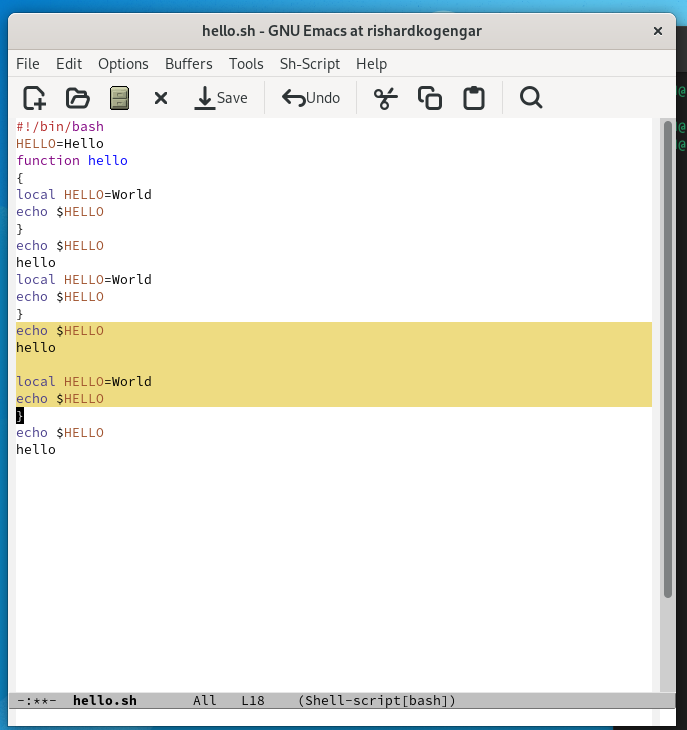 hello.sh - GNU Emacs at rishardkogengar ×
File Edit Options Buffers Tools Sh-Script Help
Save Undo
#!/bin/bash
HELLO=Hello
function hello
{
local HELLO=World
echo $HELLO
}
echo $HELLO
hello
local HELLO=World
echo $HELLO
}
echo $HELLO
hello
local HELLO=World
echo $HELLO
}
echo $HELLO
hello
-:**- hello.sh All L18 (Shell-script[bash])
@
@
@